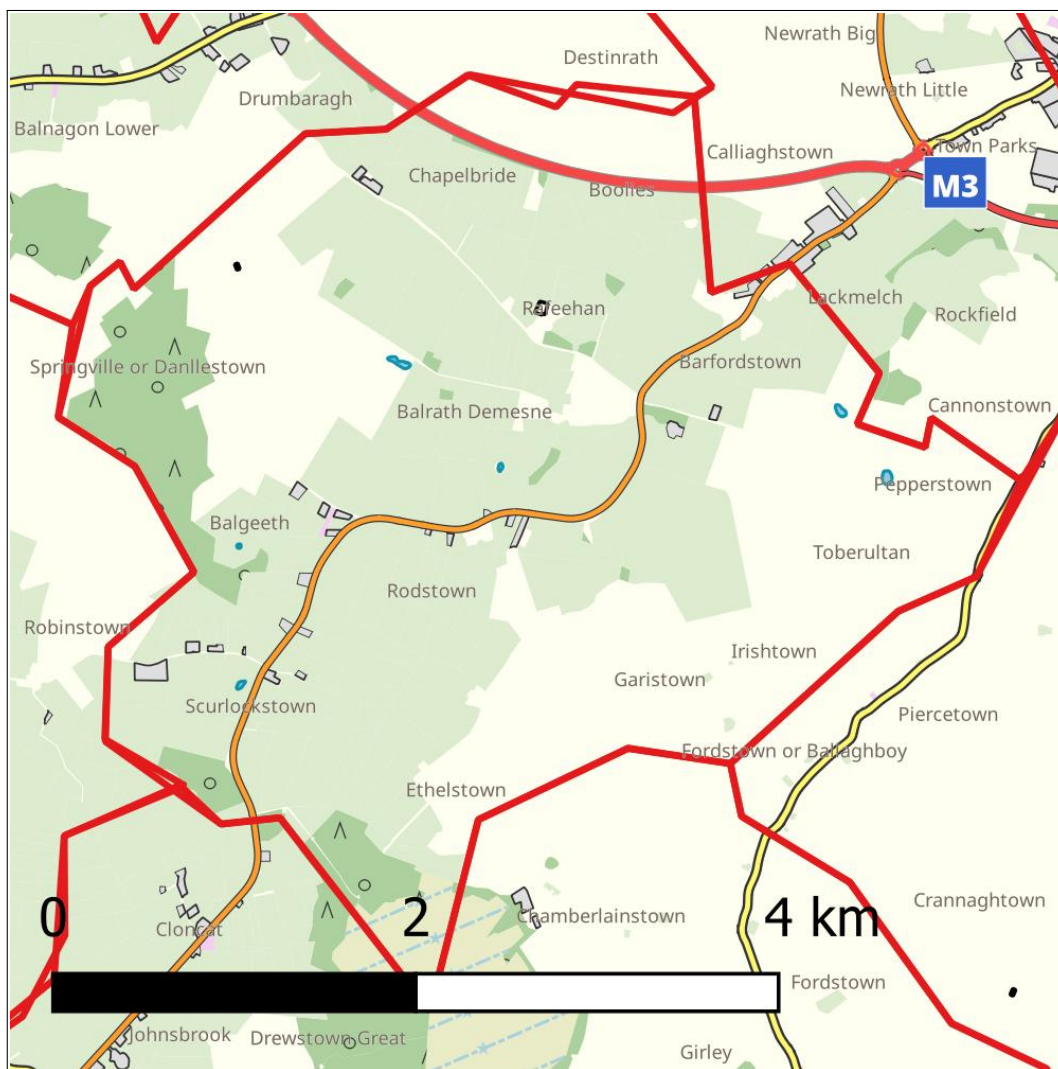 Newrath Big
Destinrath
Newrath Little
Drumbaragh
Balnagon Lower
Town Parks
Calliaghstown
Chapelbride
M3
Boolies
Lackmelch
Rafeehan
Rockfield
Barfordstown
Springville or Danllestown
Cannonstown
Balrath Demesne
Pepperstown
Balgeeth
Toberultan
Rodstown
Robinstown
Irishtown
Garistown
Scurlockstown
Piercetown
Fordstown or Ballaghboy
Ethelstown
Crannaghtown
0 2 4 km
Chamberlainstown
Cloncat
Fordstown
Johnsbrook
Drewstown Great
Girley